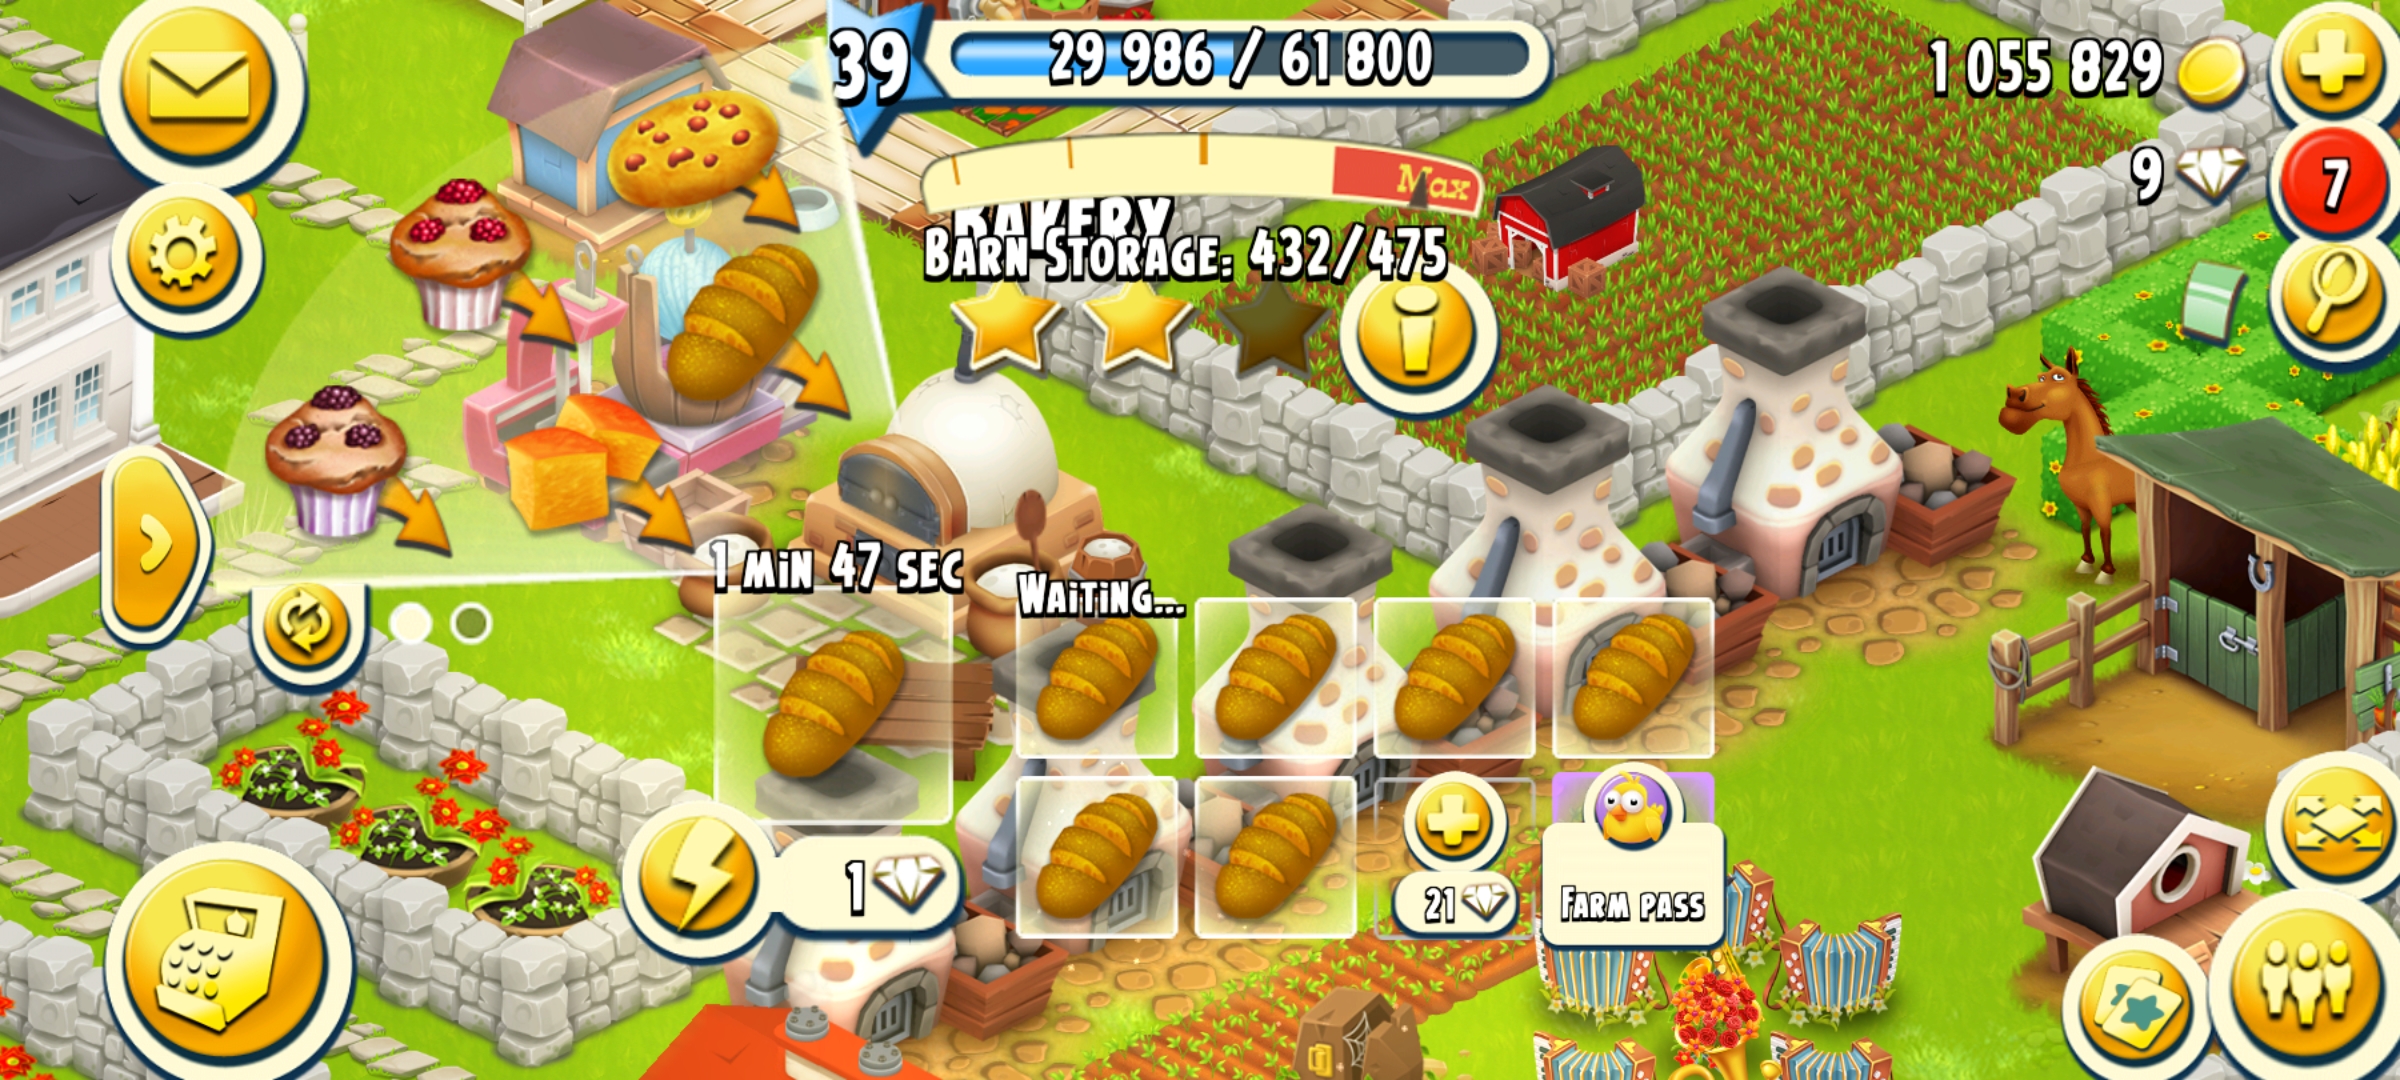 39
29 986 / 61 800
1 055 829
Max
9
7
BAKERY
BARN STORAGE: 432/475
1 MIN 47 SEC
WAITING...
1
21
FARM PASS